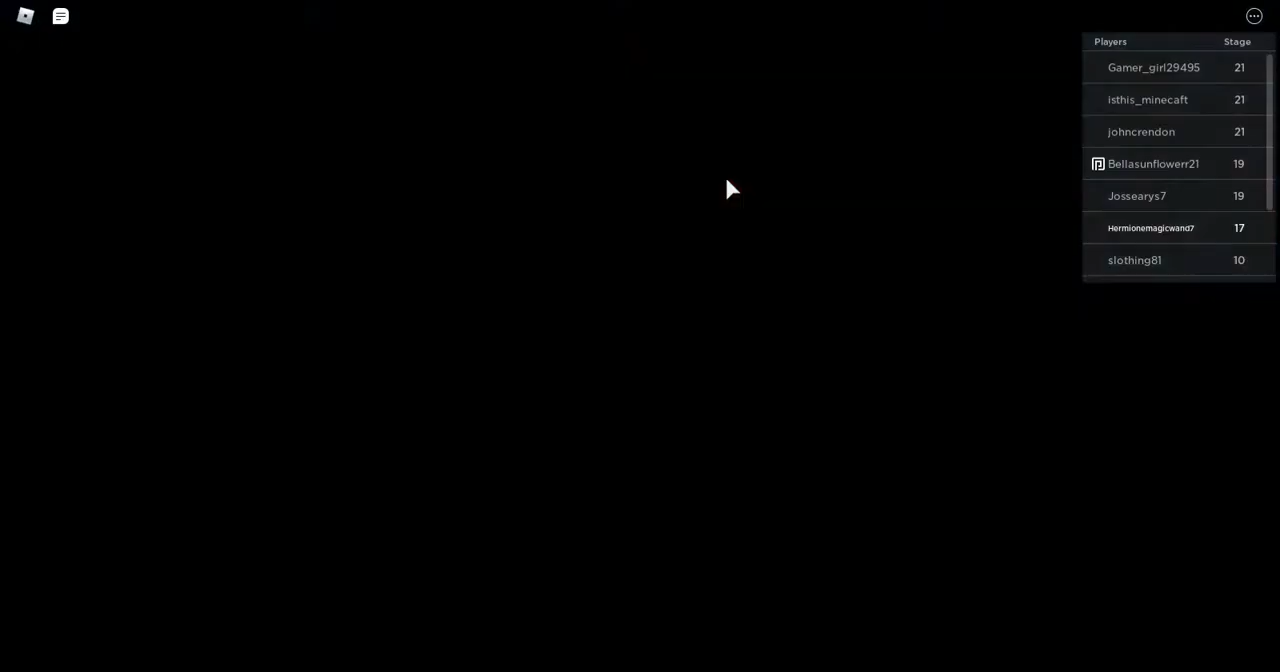 Players Stage
Gamer_girl29495 21
isthis_minecaft 21
johncrendon 21
Bellasunflowerr21 19
Jossearys7 19
Hermionemagicwand7 17
slothing81 10